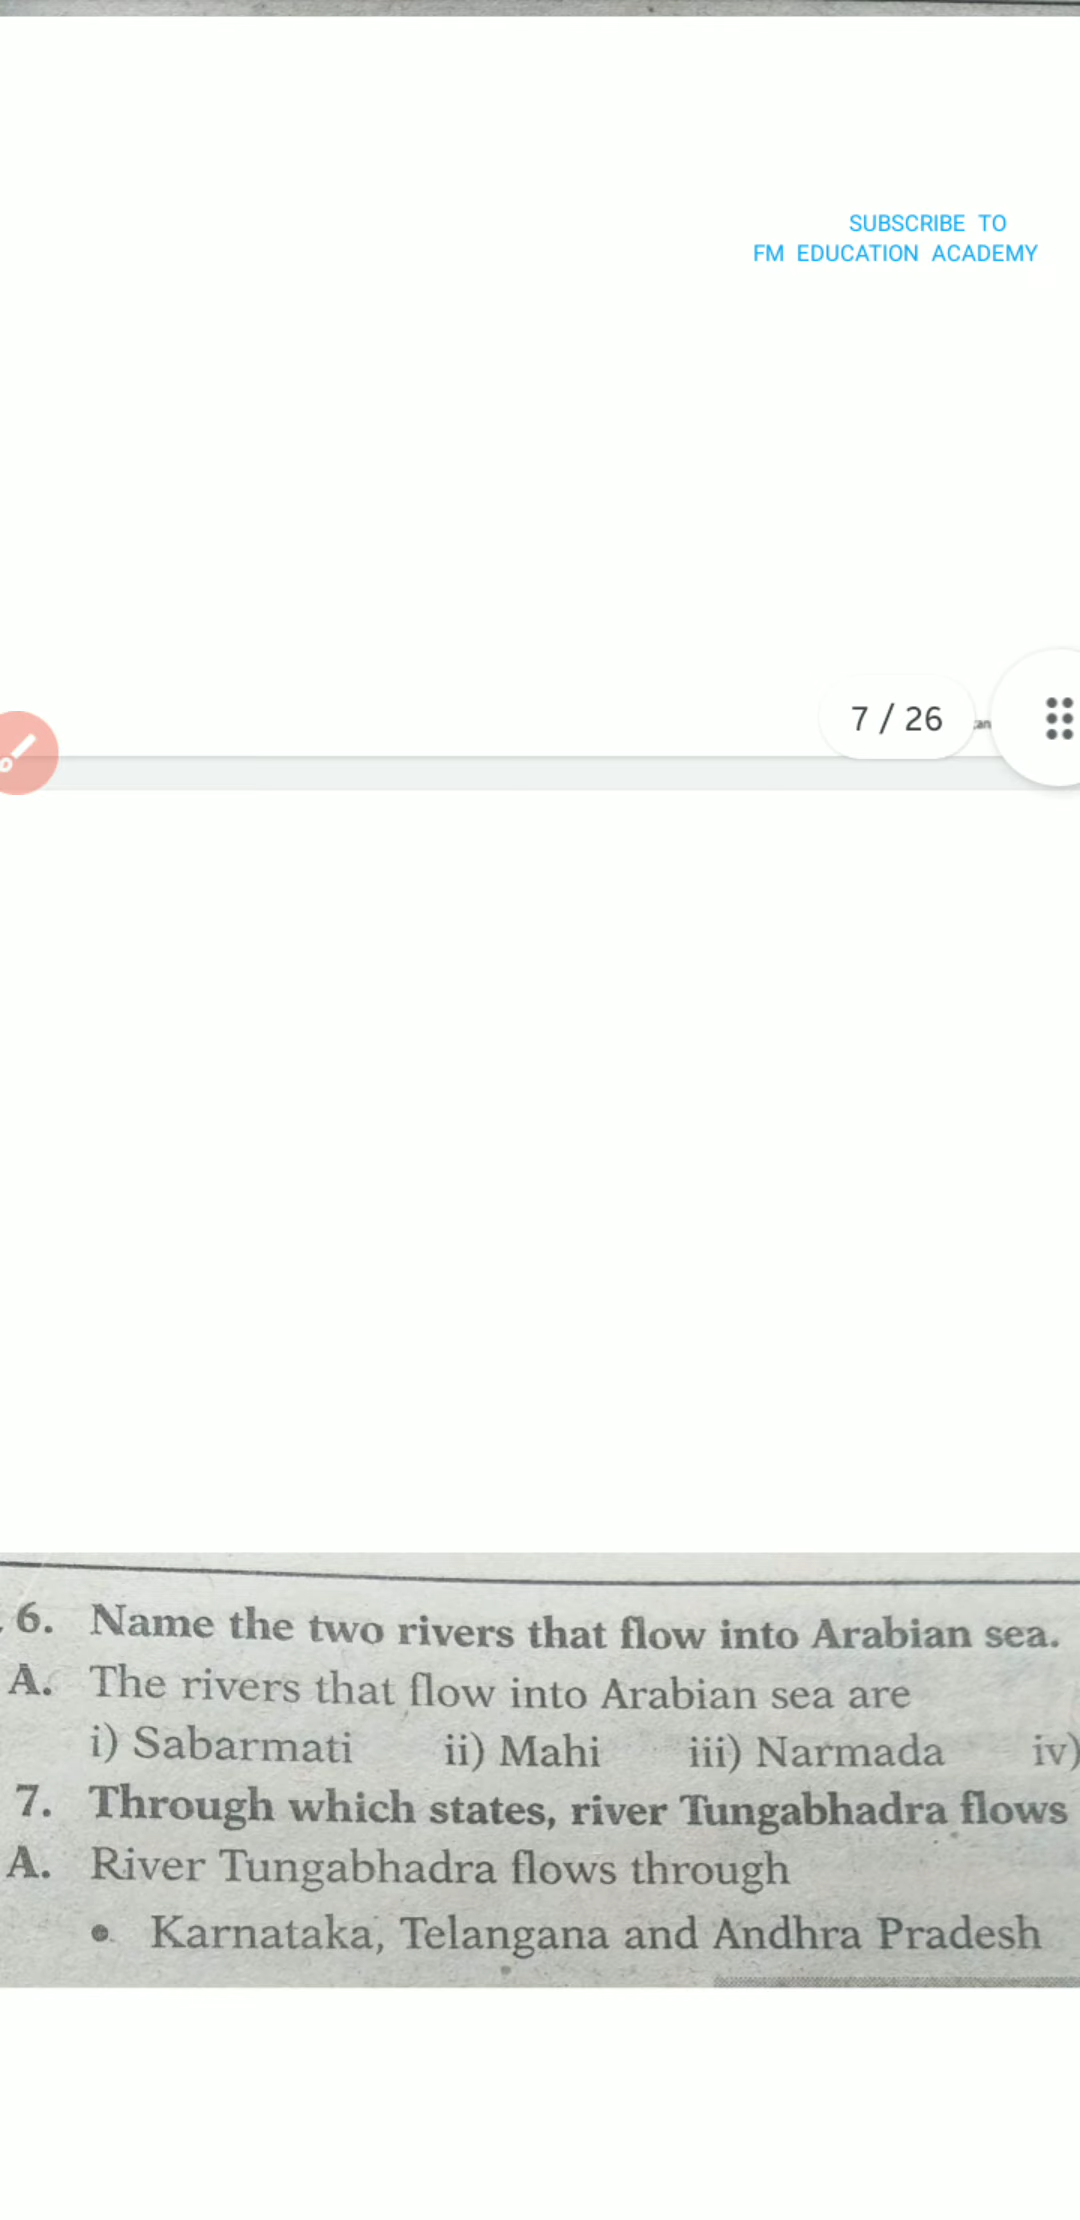 SUBSCRIBE TO
FM EDUCATION ACADEMY
7 / 26
6. Name the two rivers that flow into Arabian sea.
A. The rivers that flow into Arabian sea are
i) Sabarmati ii) Mahi iii) Narmada iv)
7. Through which states, river Tungabhadra flows
A. River Tungabhadra flows through
• Karnataka, Telangana and Andhra Pradesh